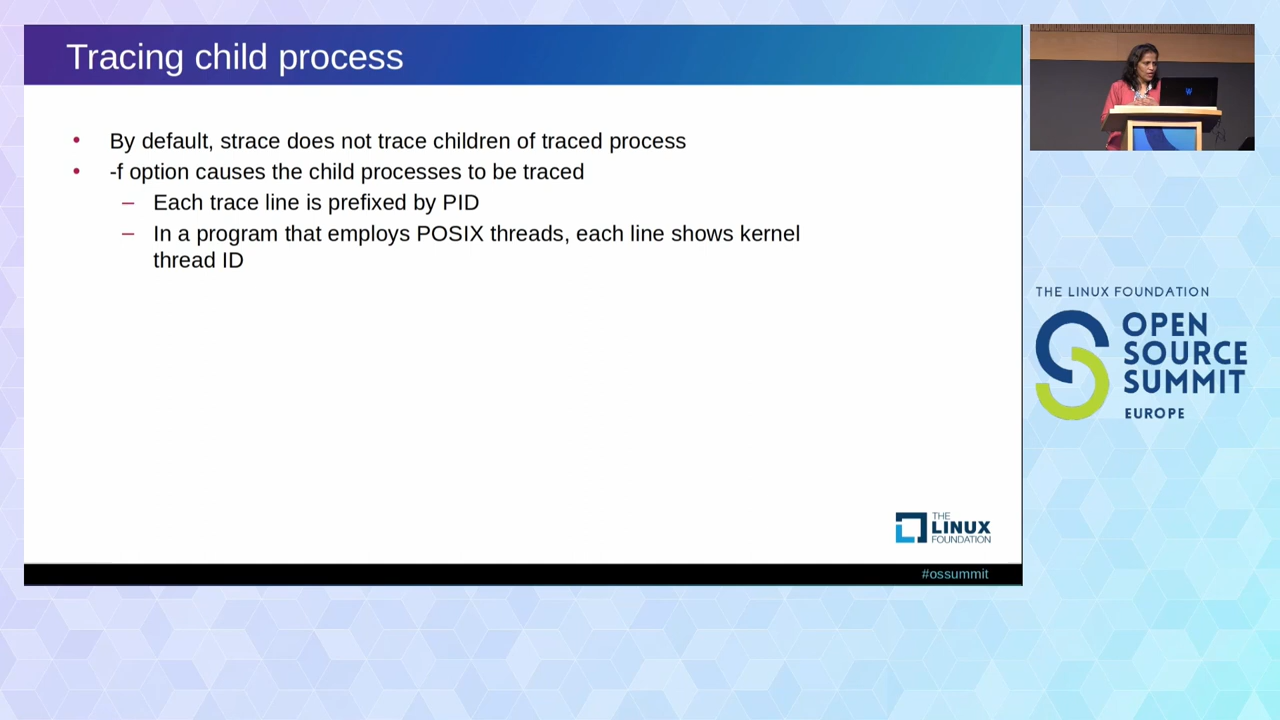 Tracing child process
• By default, strace does not trace children of traced process
• -f option causes the child processes to be traced
– Each trace line is prefixed by PID
– In a program that employs POSIX threads, each line shows kernel
thread ID
THE
LINUX
FOUNDATION
#ossummit
THE LINUX FOUNDATION
OPEN
SOURCE
SUMMIT
EUROPE